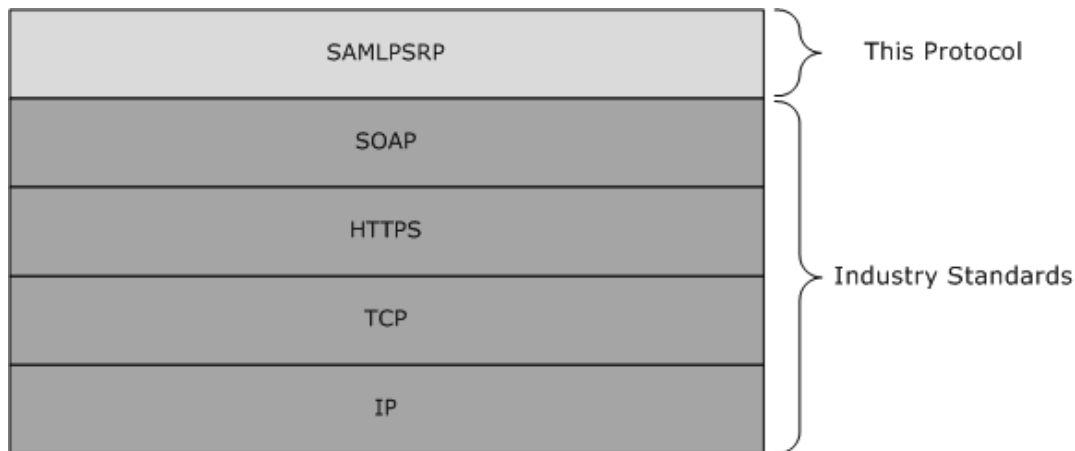 SAMLPSRP
This Protocol
SOAP
HTTPS
Industry Standards
TCP
IP